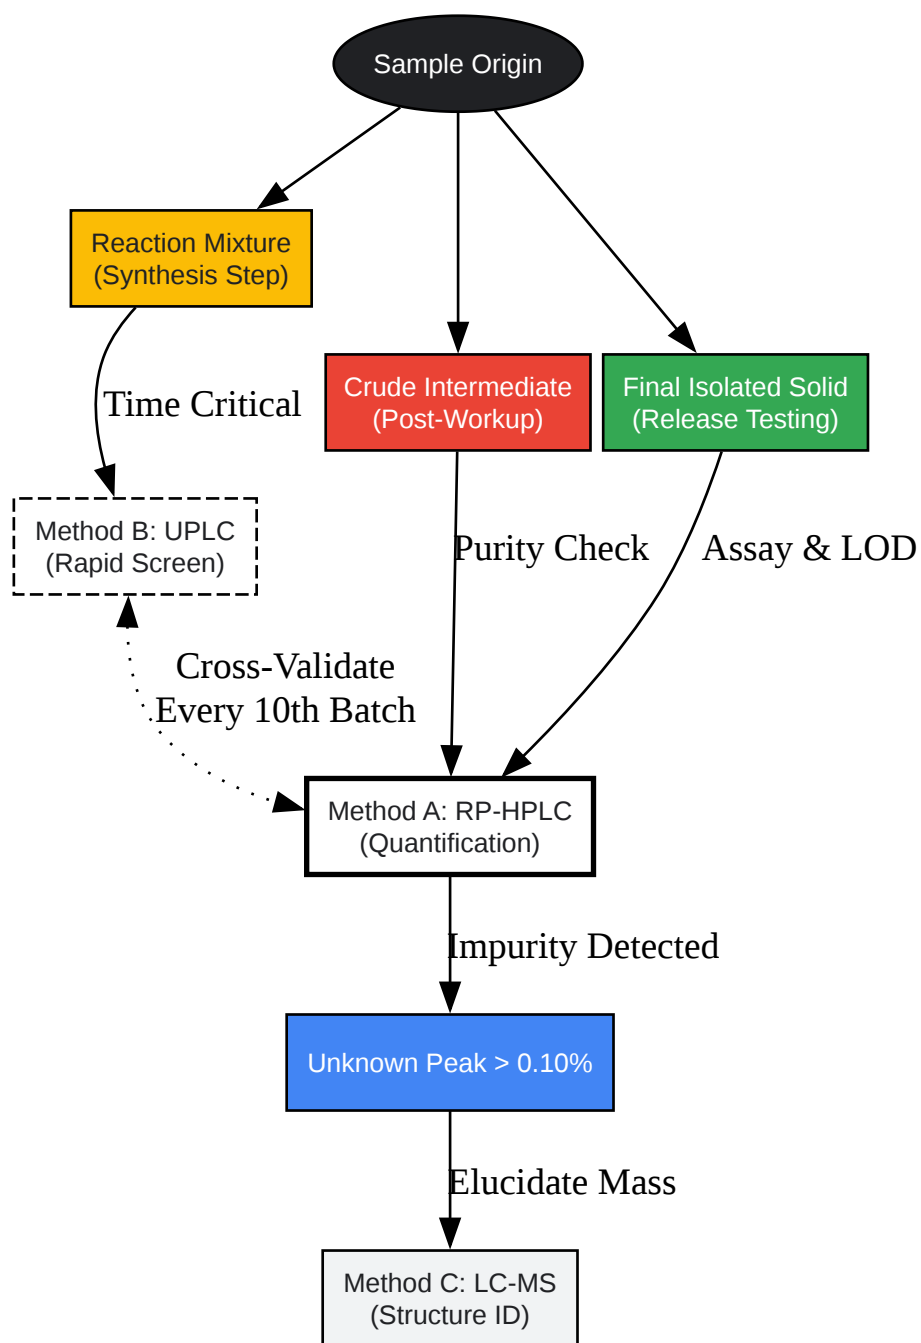 Sample Origin
Reaction Mixture
(Synthesis Step)
Crude Intermediate
(Post-Workup)
Final Isolated Solid
(Release Testing)
Time Critical
Method B: UPLC
(Rapid Screen)
Purity Check
Assay & LOD
Cross-Validate
Every 10th Batch
Method A: RP-HPLC
(Quantification)
Impurity Detected
Unknown Peak > 0.10%
Elucidate Mass
Method C: LC-MS
(Structure ID)